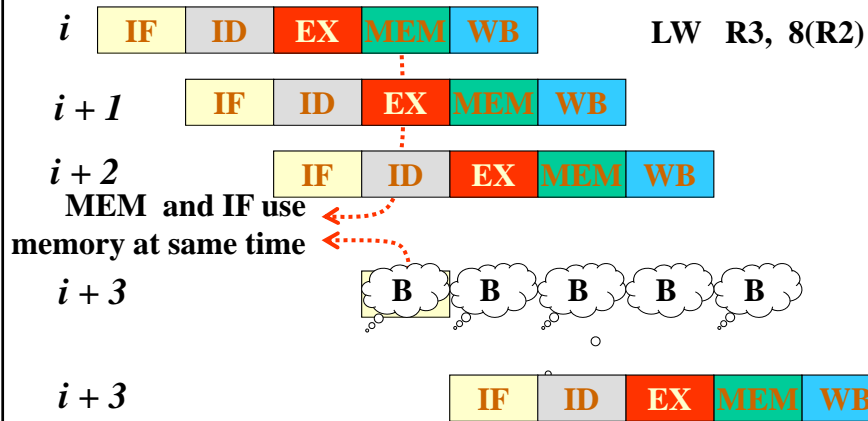 i IF ID EX MEM WB LW R3, 8(R2)
i + 1 IF ID EX MEM WB
i + 2 IF ID EX MEM WB
MEM and IF use
memory at same time
i + 3 B B B B B
i + 3 IF ID EX MEM WB